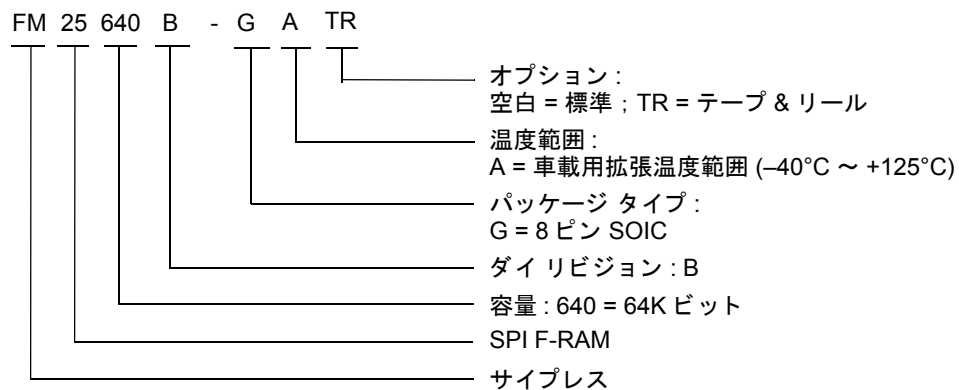 FM 25 640 B - G A TR
オプション :
空白 = 標準 ; TR = テープ & リール
温度範囲 :
A = 車載用拡張温度範囲 (–40°C ～ +125°C)
パッケージ タイプ :
G = 8 ピン SOIC
ダイ リビジョン : B
容量 : 640 = 64K ビット
SPI F-RAM
サイプレス